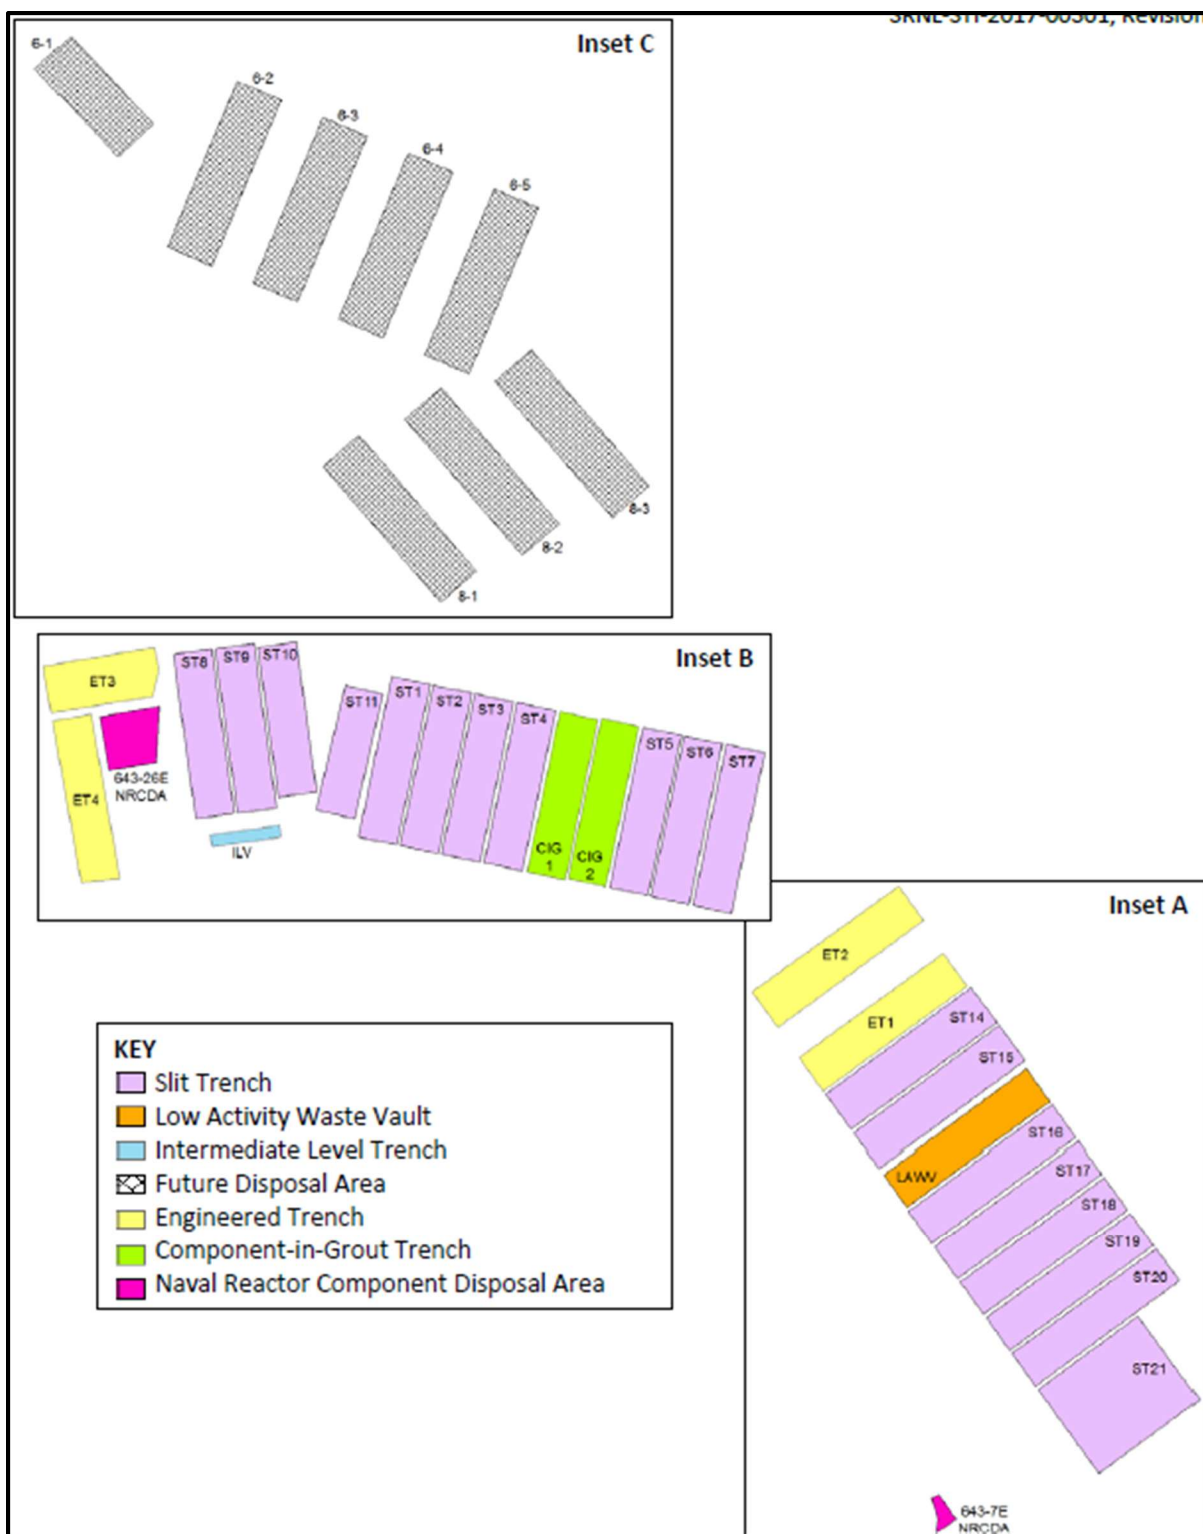 Inset C
6-1
6-2
6-3
6-4
6-5
8-3
8-2
8-1
Inset B
ET3
ST8
ST9
ST10
ST11
ST1
ST2
ST3
ST4
ST5
ST6
ST7
643-26E
NRCDA
ET4
ILV
CIG
1
CIG
2
Inset A
ET2
ET1
ST14
ST15
LAWV
ST16
ST17
ST18
ST19
ST20
ST21
643-7E
NRCDA
KEY
Slit Trench
Low Activity Waste Vault
Intermediate Level Trench
Future Disposal Area
Engineered Trench
Component-in-Grout Trench
Naval Reactor Component Disposal Area